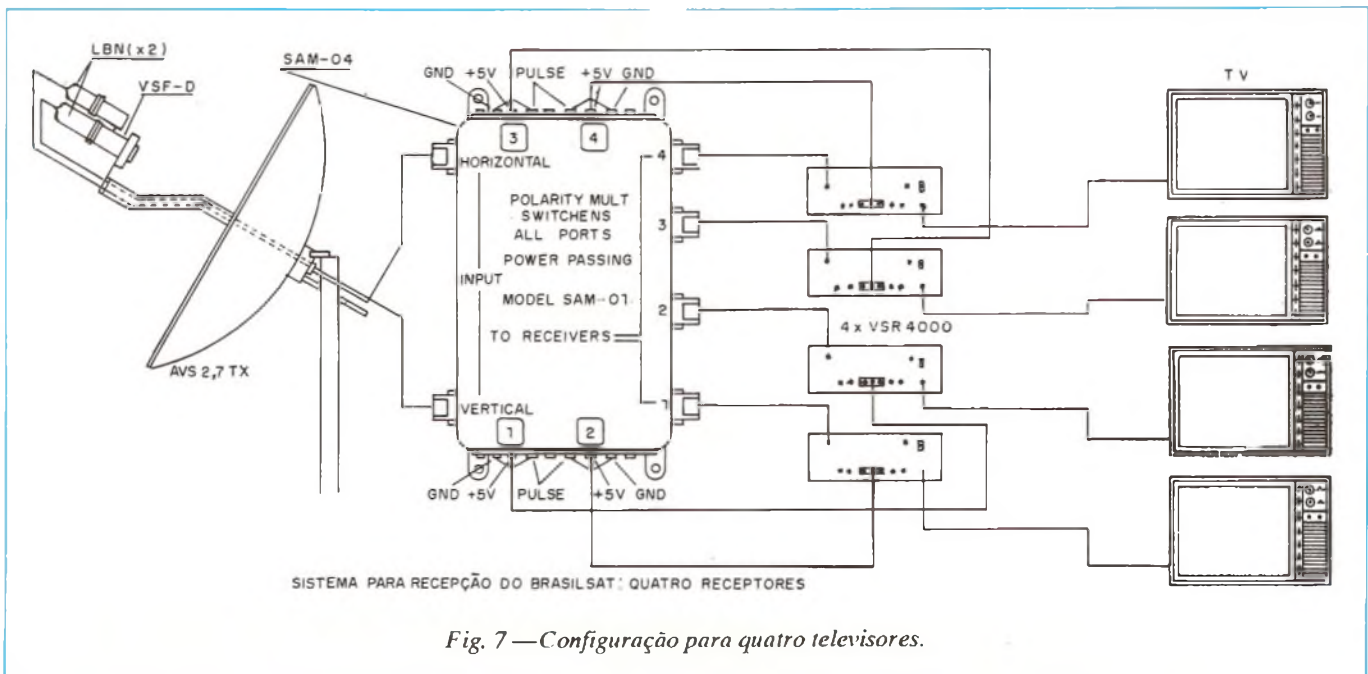 LBN(x2)
VSF-D
SAM-04
AVS 2,7 TX
GND +5V PULSE +5V GND
3 4
HORIZONTAL
4
POLARITY MULT
SWITCHENS
ALL PORTS
3
POWER PASSING
INPUT
MODEL SAM-01
2
TO RECEIVERS
VERTICAL
1
1 2
GND +5V PULSE +5V GND
4 x VSR 4000
TV
SISTEMA PARA RECEPÇÃO DO BRASILSAT: QUATRO RECEPTORES
Fig. 7 — Configuração para quatro televisores.